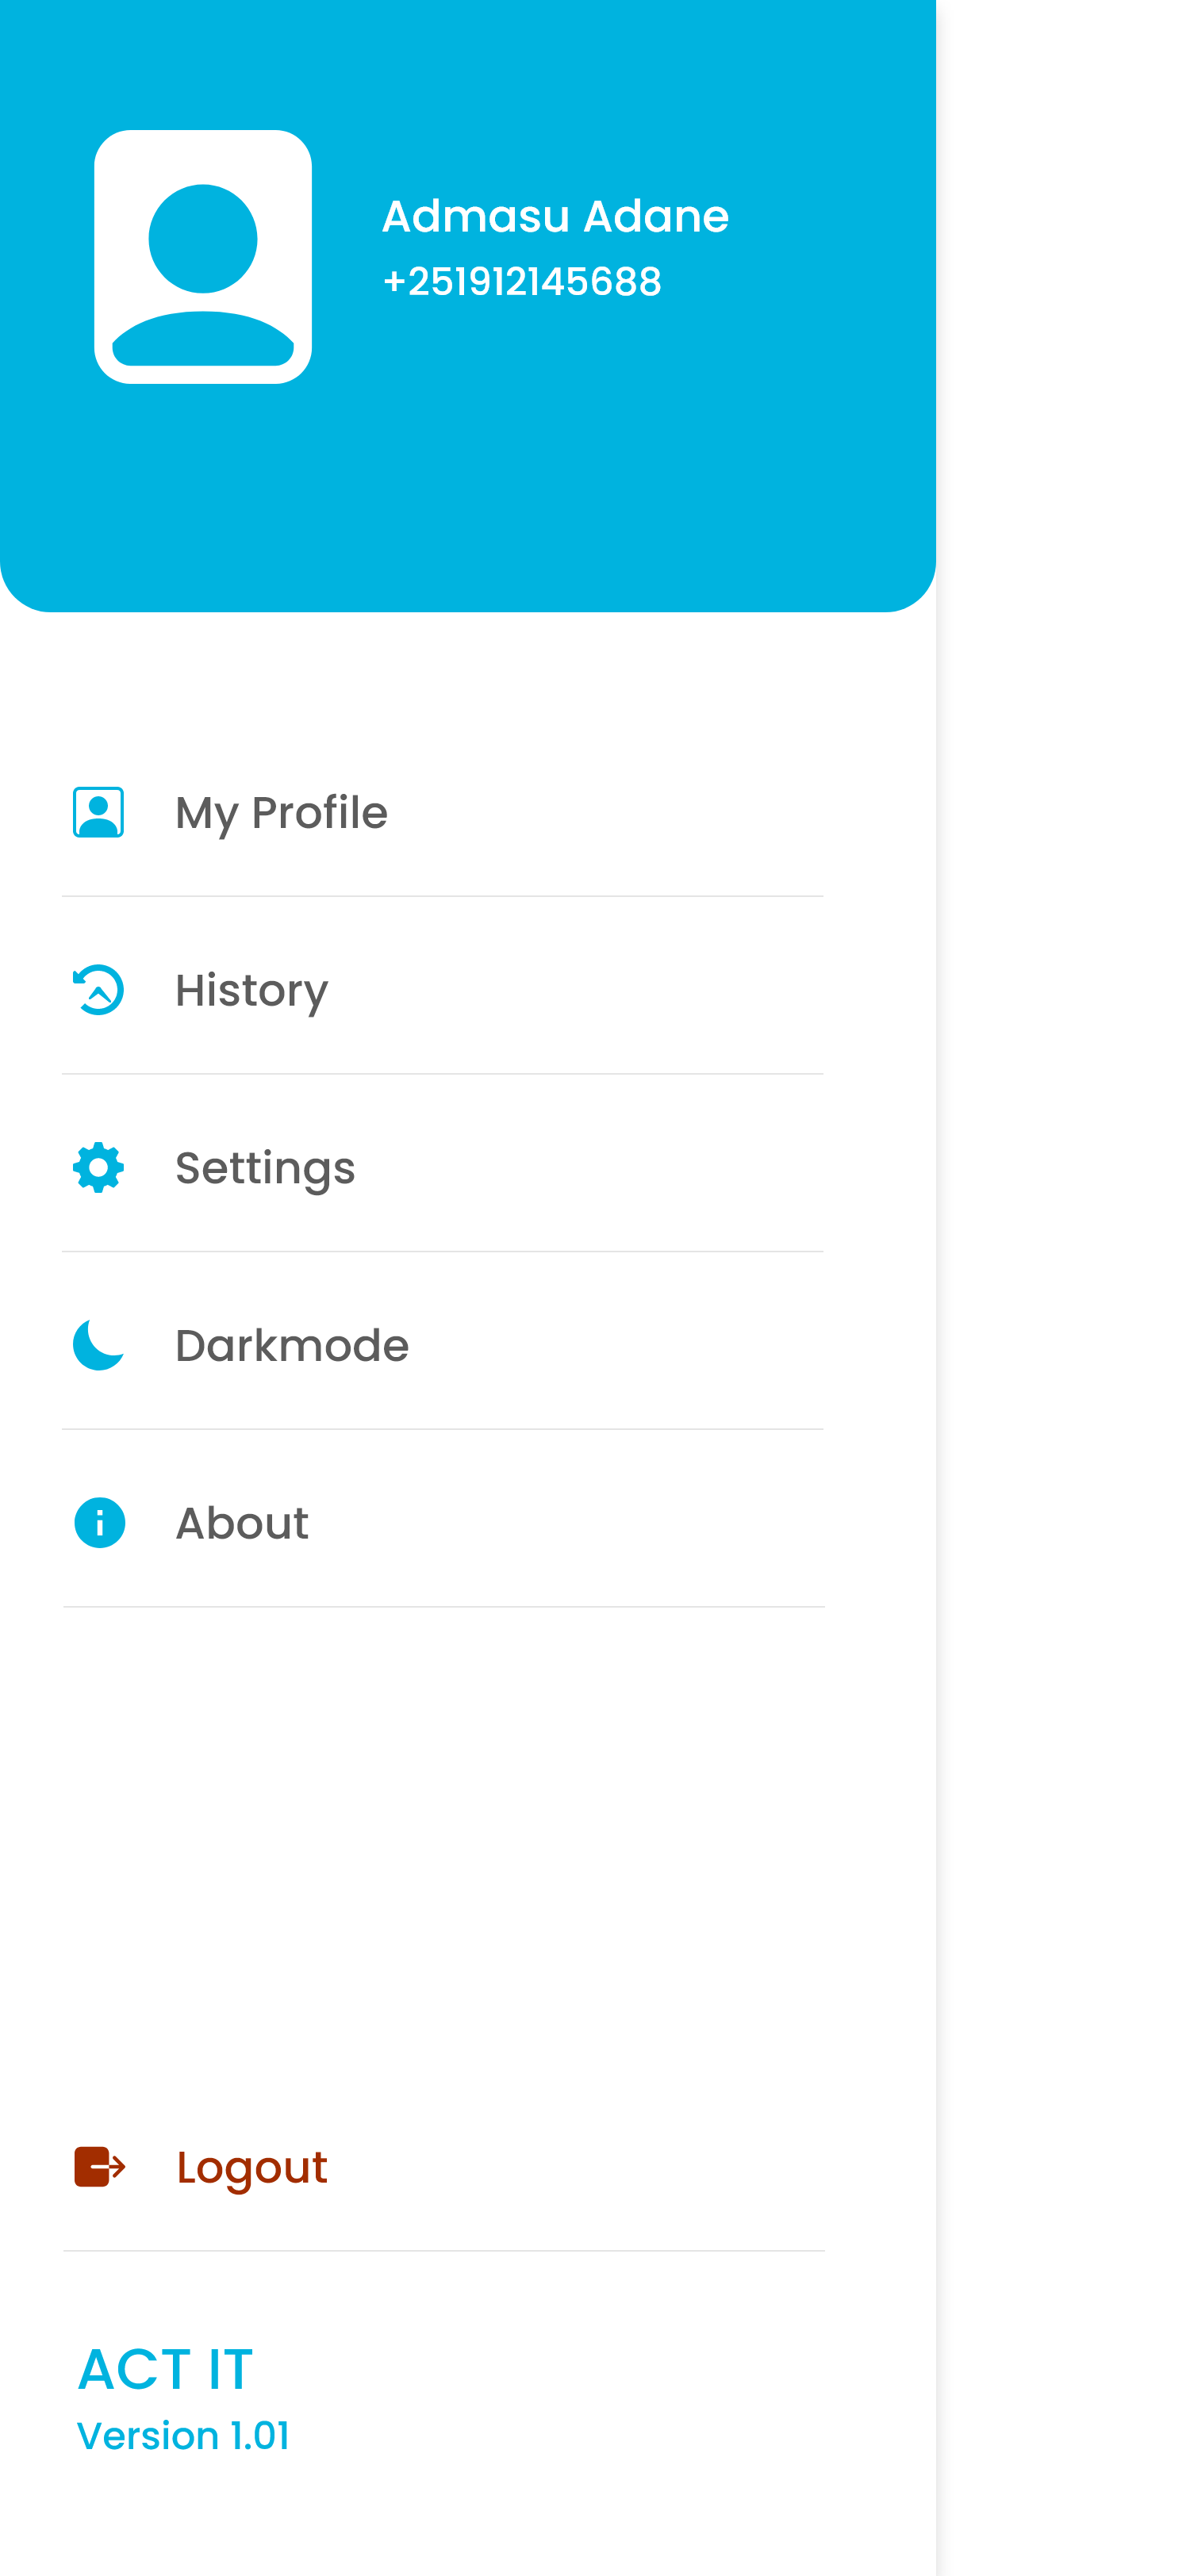 Admasu Adane
+251912145688
My Profile
History
Settings
Darkmode
About
Logout
ACT IT
Version 1.01